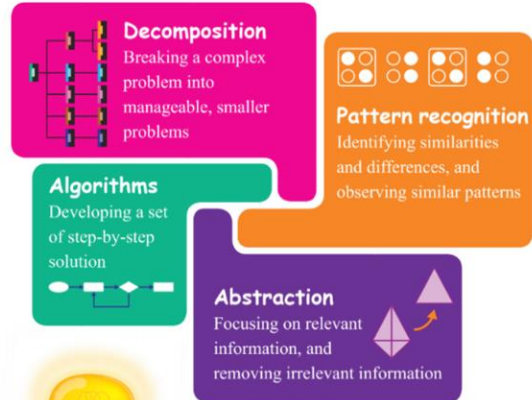 Decomposition
Breaking a complex
problem into
manageable, smaller
problems
Pattern recognition
Identifying similarities
and differences, and
observing similar patterns
Algorithms
Developing a set
of step-by-step
solution
Abstraction
Focusing on relevant
information, and
removing irrelevant information